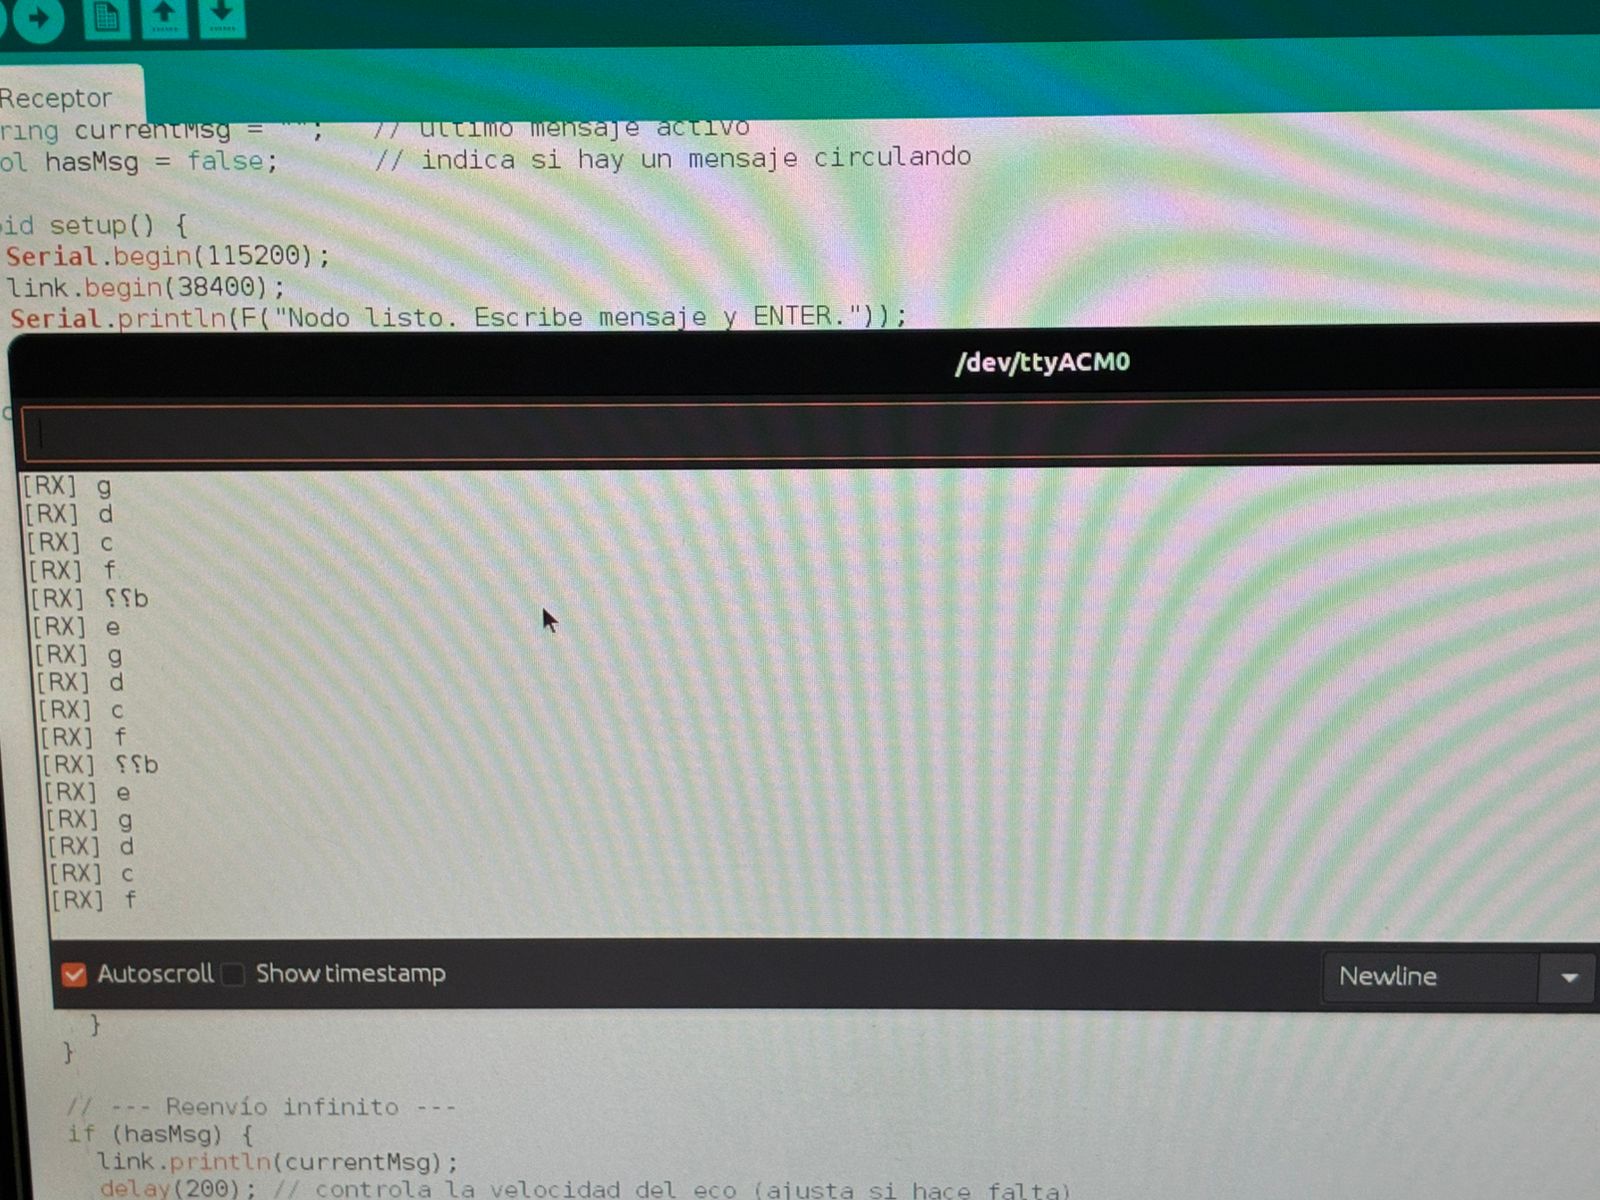 Receptor
ring currentMsg = ""; // ultimo mensaje activo
ol hasMsg = false; // indica si hay un mensaje circulando
id setup() {
Serial.begin(115200);
link.begin(38400);
Serial.println(F("Nodo listo. Escribe mensaje y ENTER."));
/dev/ttyACM0
[RX] g
[RX] d
[RX] c
[RX] f
[RX] ⸮⸮b
[RX] e
[RX] g
[RX] d
[RX] c
[RX] f
[RX] ⸮⸮b
[RX] e
[RX] g
[RX] d
[RX] c
[RX] f
Autoscroll Show timestamp Newline
}
}
// --- Reenvío infinito ---
if (hasMsg) {
link.println(currentMsg);
delay(200); // controla la velocidad del eco (ajusta si hace falta)